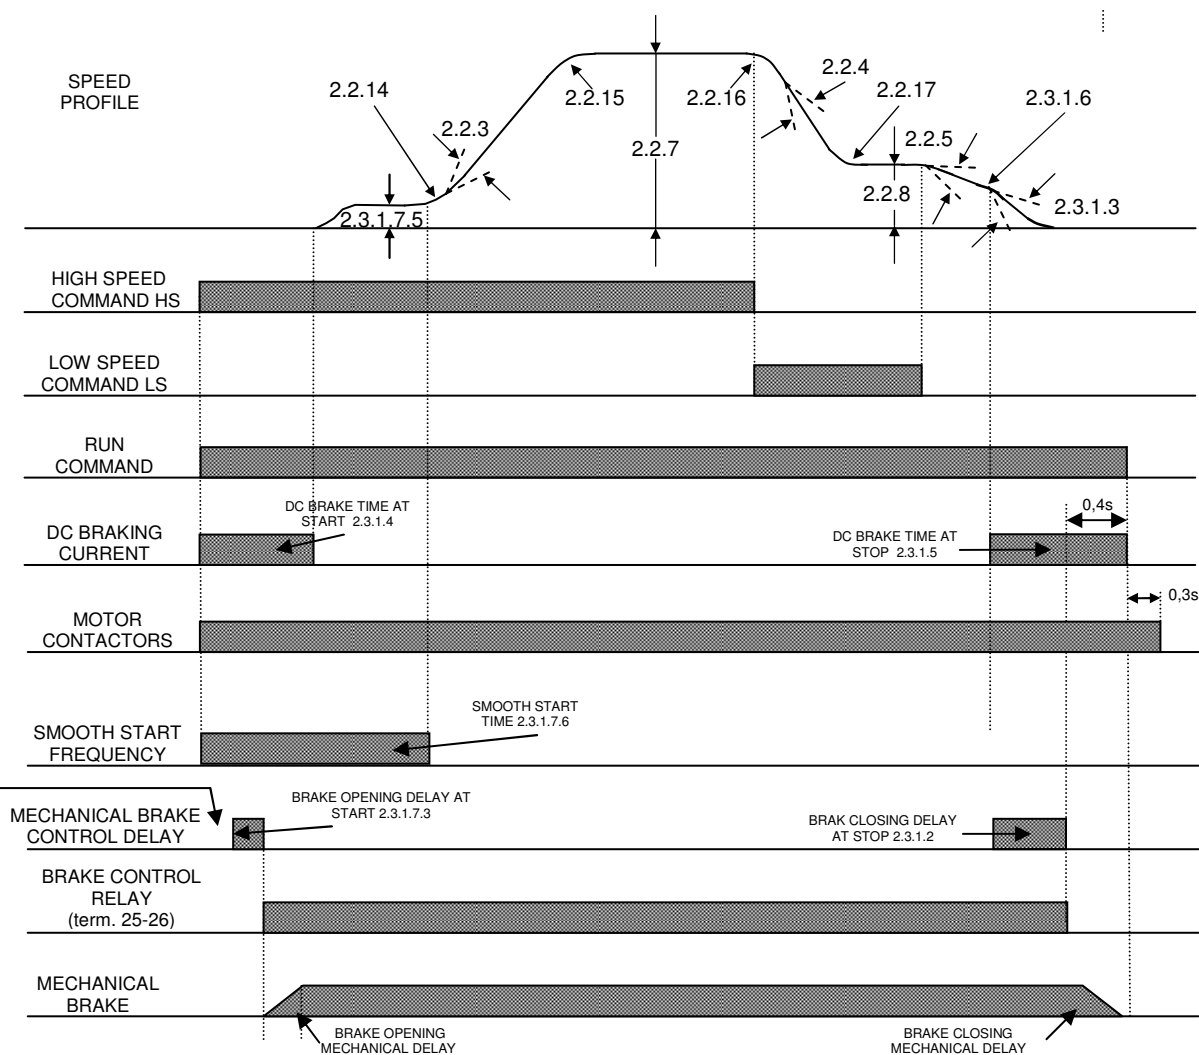 SPEED
PROFILE
2.2.14
2.2.3
2.2.15
2.2.7
2.2.16
2.2.4
2.2.17
2.3.1.6
2.2.5
2.2.8
2.3.1.3
2.3.1.7.5
HIGH SPEED
COMMAND HS
LOW SPEED
COMMAND LS
RUN
COMMAND
DC BRAKING
CURRENT
DC BRAKE TIME AT
START 2.3.1.4
DC BRAKE TIME AT
STOP 2.3.1.5
0,4s
MOTOR
CONTACTORS
0,3s
SMOOTH START
FREQUENCY
SMOOTH START
TIME 2.3.1.7.6
MECHANICAL BRAKE
CONTROL DELAY
BRAKE OPENING DELAY AT
START 2.3.1.7.3
BRAK CLOSING DELAY
AT STOP 2.3.1.2
BRAKE CONTROL
RELAY
(term. 25-26)
MECHANICAL
BRAKE
BRAKE OPENING
MECHANICAL DELAY
BRAKE CLOSING
MECHANICAL DELAY